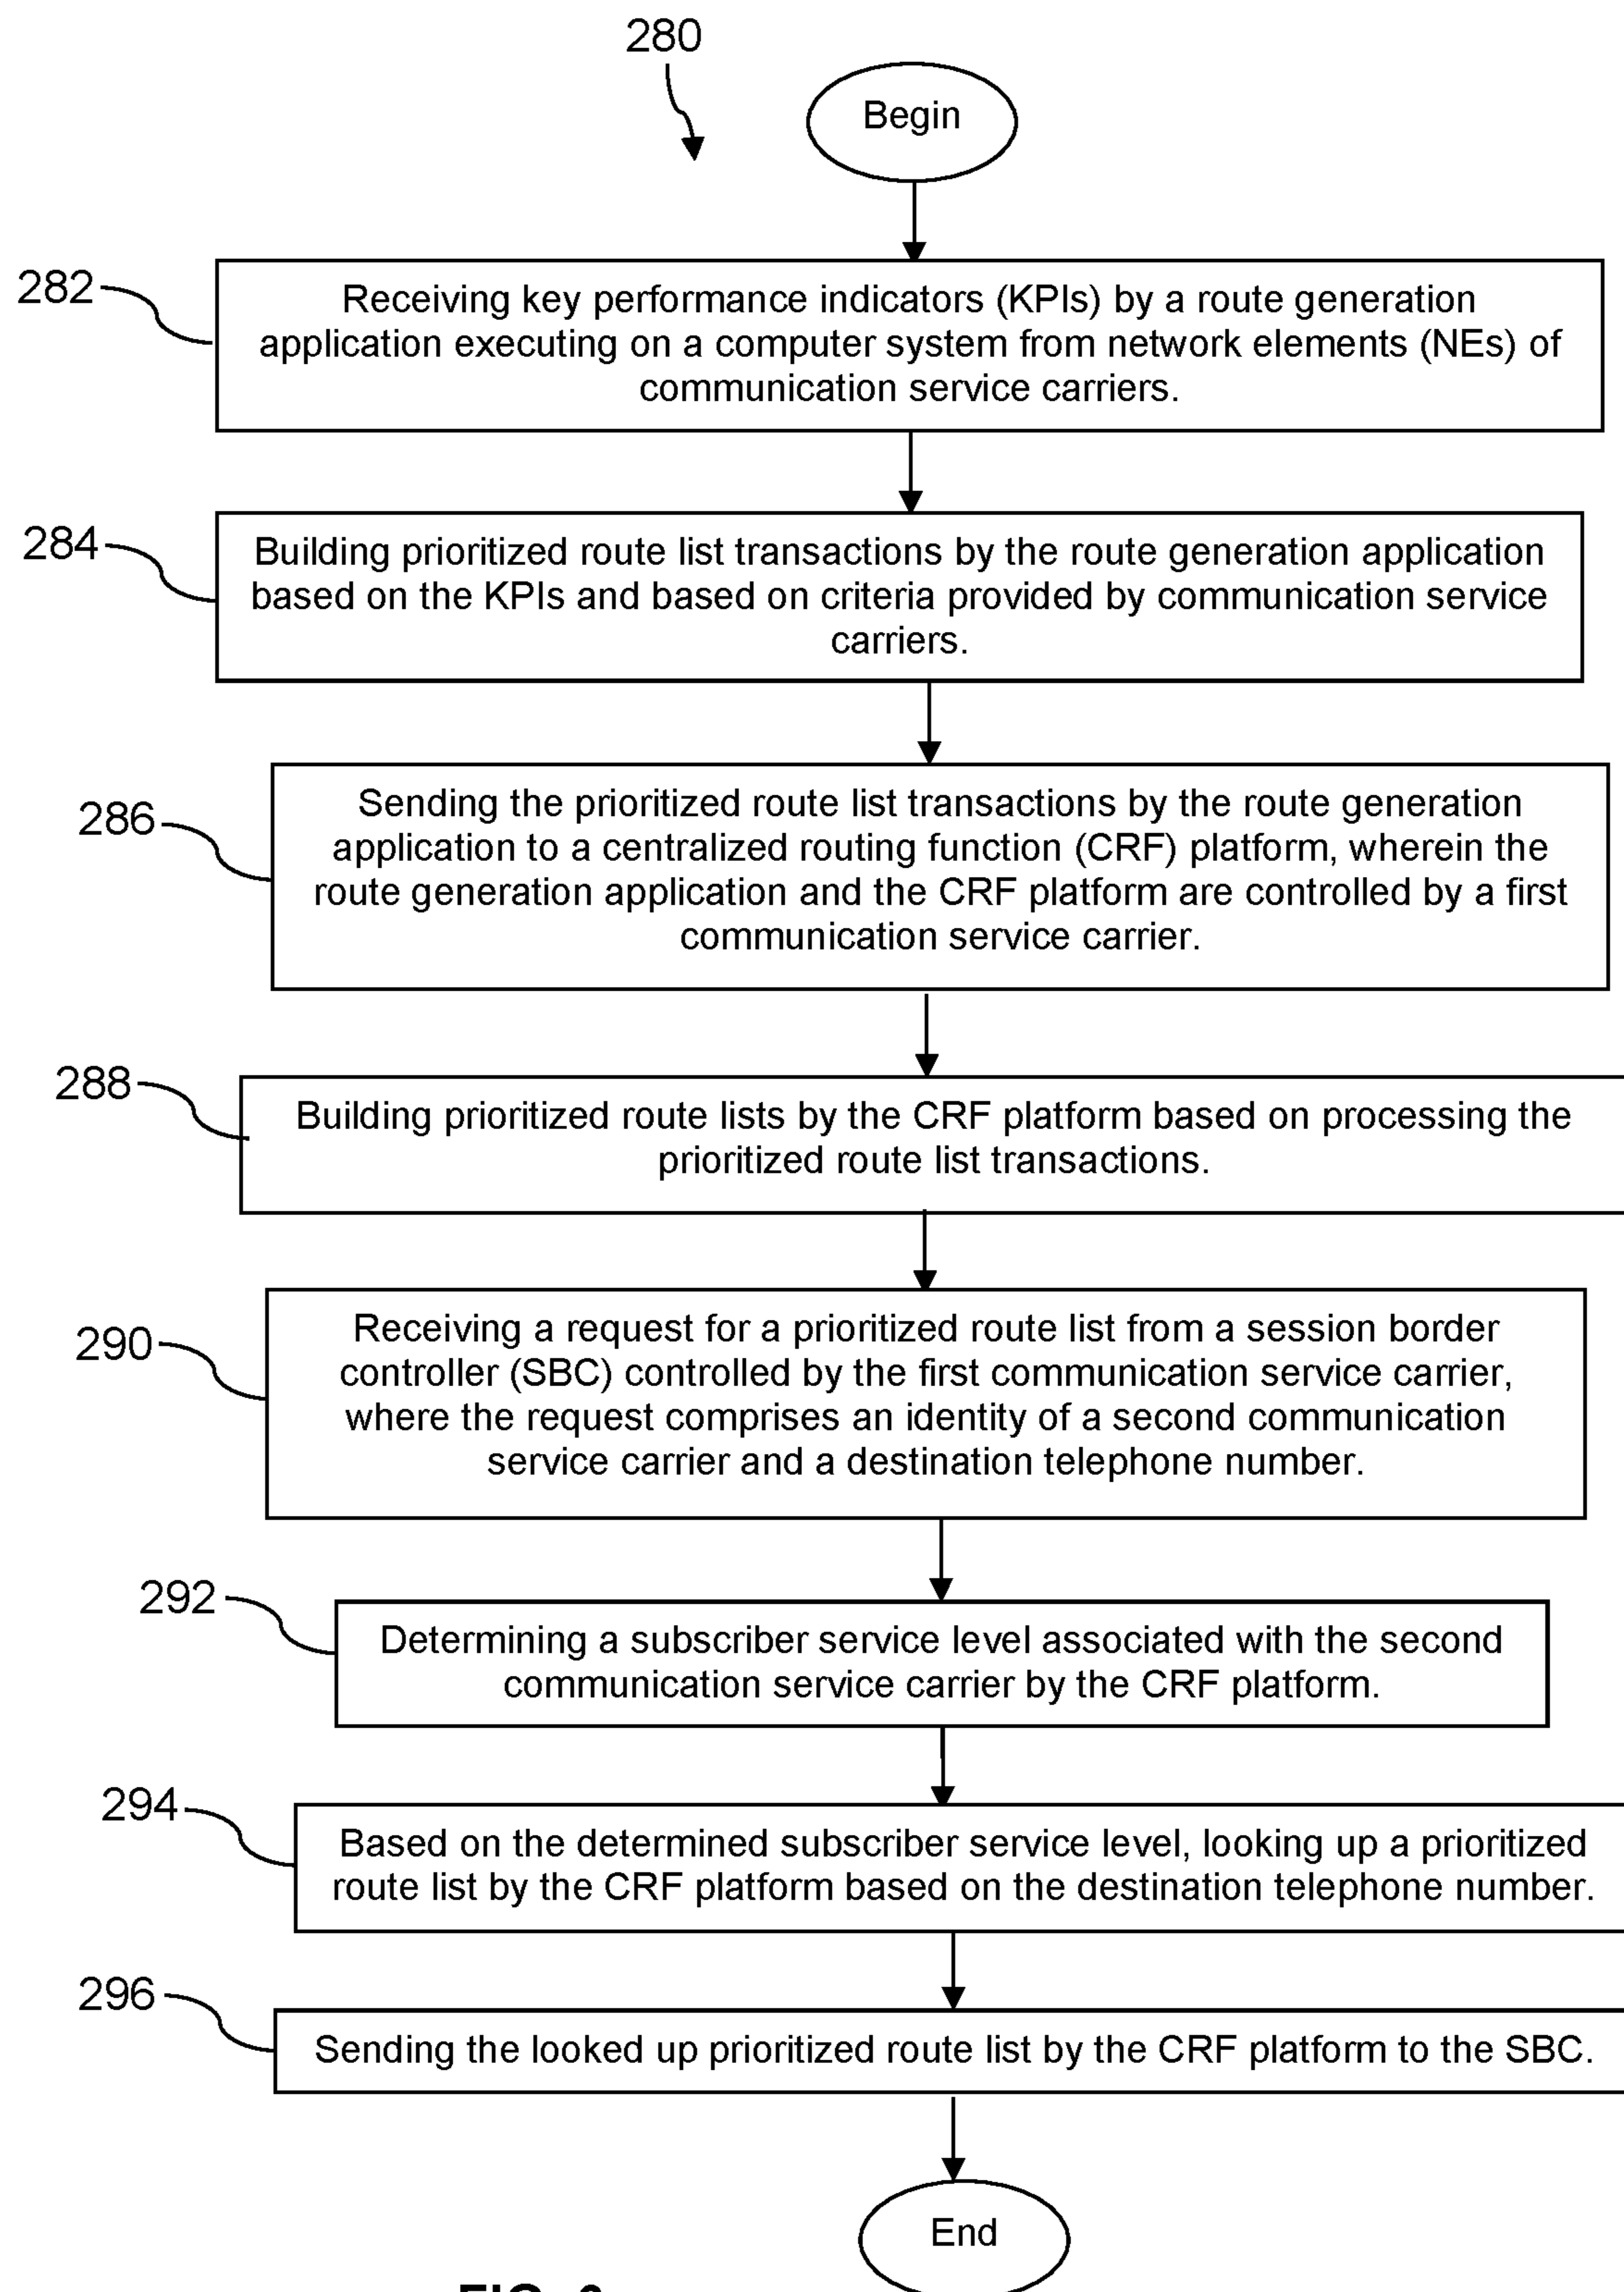 280
Begin
282
Receiving key performance indicators (KPIs) by a route generation
application executing on a computer system from network elements (NEs) of
communication service carriers.
284
Building prioritized route list transactions by the route generation application
based on the KPIs and based on criteria provided by communication service
carriers.
286
Sending the prioritized route list transactions by the route generation
application to a centralized routing function (CRF) platform, wherein the
route generation application and the CRF platform are controlled by a first
communication service carrier.
288
Building prioritized route lists by the CRF platform based on processing the
prioritized route list transactions.
290
Receiving a request for a prioritized route list from a session border
controller (SBC) controlled by the first communication service carrier,
where the request comprises an identity of a second communication
service carrier and a destination telephone number.
292
Determining a subscriber service level associated with the second
communication service carrier by the CRF platform.
294
Based on the determined subscriber service level, looking up a prioritized
route list by the CRF platform based on the destination telephone number.
296
Sending the looked up prioritized route list by the CRF platform to the SBC.
End
FIG.